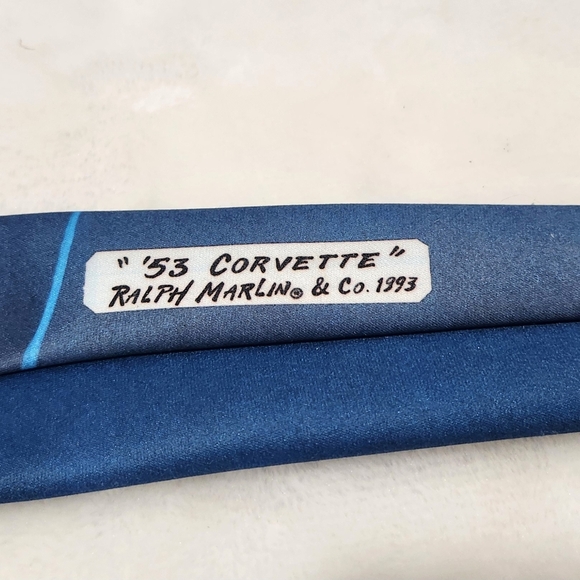 " '53 CORVETTE "
RALPH MARLIN® & CO. 1993